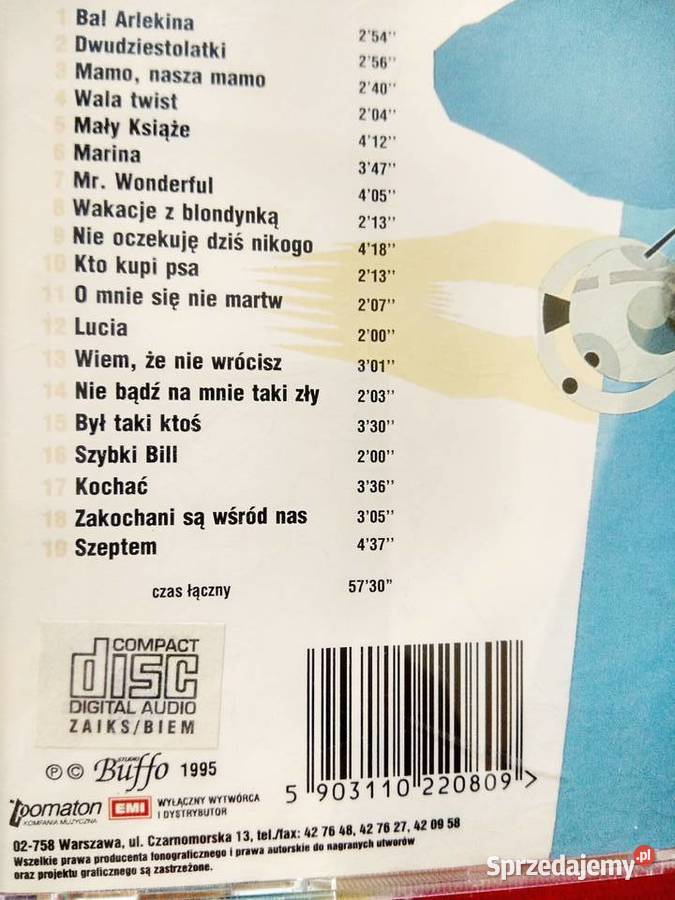 1 Bal Arlekina 2'54''
2 Dwudziestolatki 2'56''
3 Mamo, nasza mamo 2'40''
4 Wala twist 2'04''
5 Mały Książe 4'12''
6 Marina 3'47''
7 Mr. Wonderful 4'05''
8 Wakacje z blondynką 2'13''
9 Nie oczekuję dziś nikogo 4'18''
10 Kto kupi psa 2'13''
11 O mnie się nie martw 2'07''
12 Lucia 2'00''
13 Wiem, że nie wrócisz 3'01''
14 Nie bądź na mnie taki zły 2'03''
15 Był taki ktoś 3'30''
16 Szybki Bill 2'00''
17 Kochać 3'36''
18 Zakochani są wśród nas 3'05''
19 Szeptem 4'37''
czas łączny 57'30"
COMPACT
disc
DIGITAL AUDIO
ZAIKS/BIEM
Ⓟ © STUDIO Buffo 1995
5 903110 220809 >
pomaton EMI WYŁĄCZNY WYTWÓRCA
KOMPANIA MUZYCZNA I DYSTRYBUTOR
02-758 Warszawa, ul. Czarnomorska 13, tel./fax: 42 76 48, 42 76 27, 42 09 58
Wszelkie prawa producenta fonograficznego i prawa autorskie do nagranych utworów
oraz projektu graficznego są zastrzeżone.
Sprzedajemy.pl